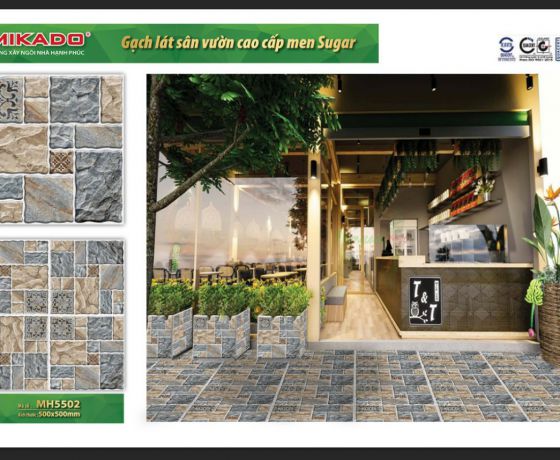 MIKADO®
NG XÂY NGÔI NHÀ HẠNH PHÚC
Gạch lát sân vườn cao cấp men Sugar
T
&
T
Mã số: MH5502
Kích thước: 500x500mm